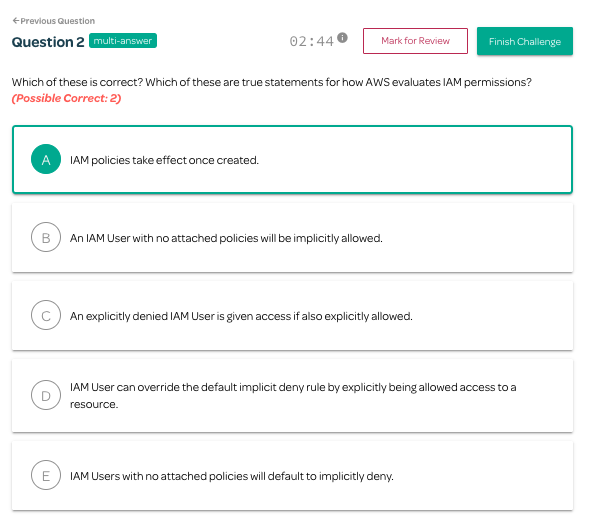 ←Previous Question
Question 2 multi-answer 02:44 i Mark for Review Finish Challenge
Which of these is correct? Which of these are true statements for how AWS evaluates IAM permissions?
(Possible Correct: 2)
A IAM policies take effect once created.
B An IAM User with no attached policies will be implicitly allowed.
C An explicitly denied IAM User is given access if also explicitly allowed.
D IAM User can override the default implicit deny rule by explicitly being allowed access to a
resource.
E IAM Users with no attached policies will default to implicitly deny.